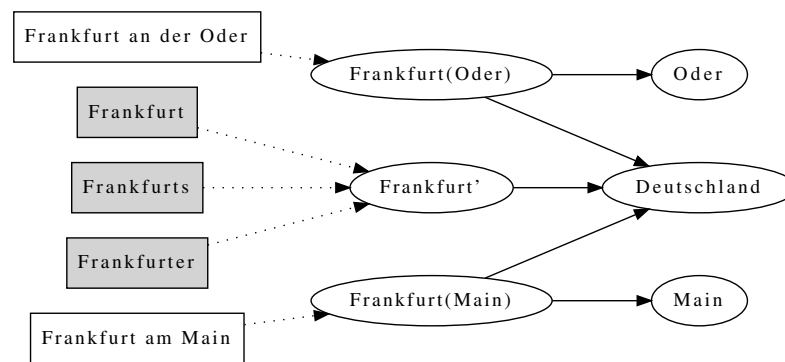 Frankfurt an der Oder
Frankfurt(Oder)
Oder
Frankfurt
Frankfurts
Frankfurt’
Deutschland
Frankfurter
Frankfurt(Main)
Main
Frankfurt am Main